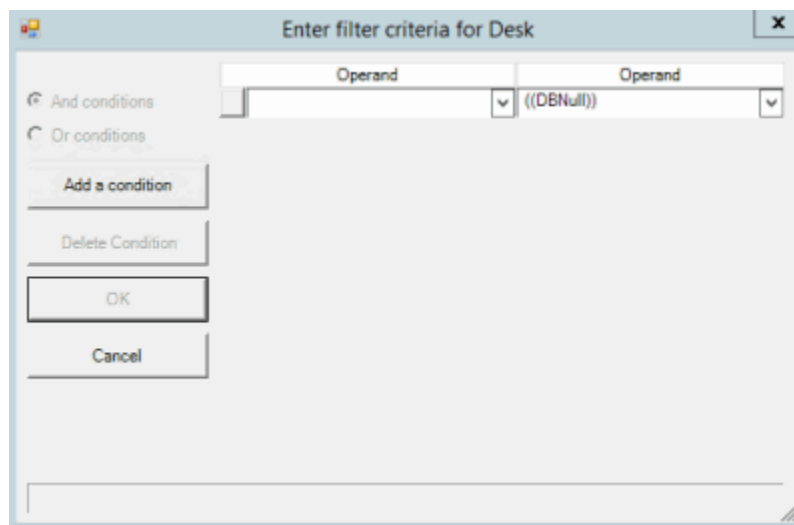 Enter filter criteria for Desk
x
Operand Operand
And conditions
((DBNull))
Or conditions
Add a condition
Delete Condition
OK
Cancel